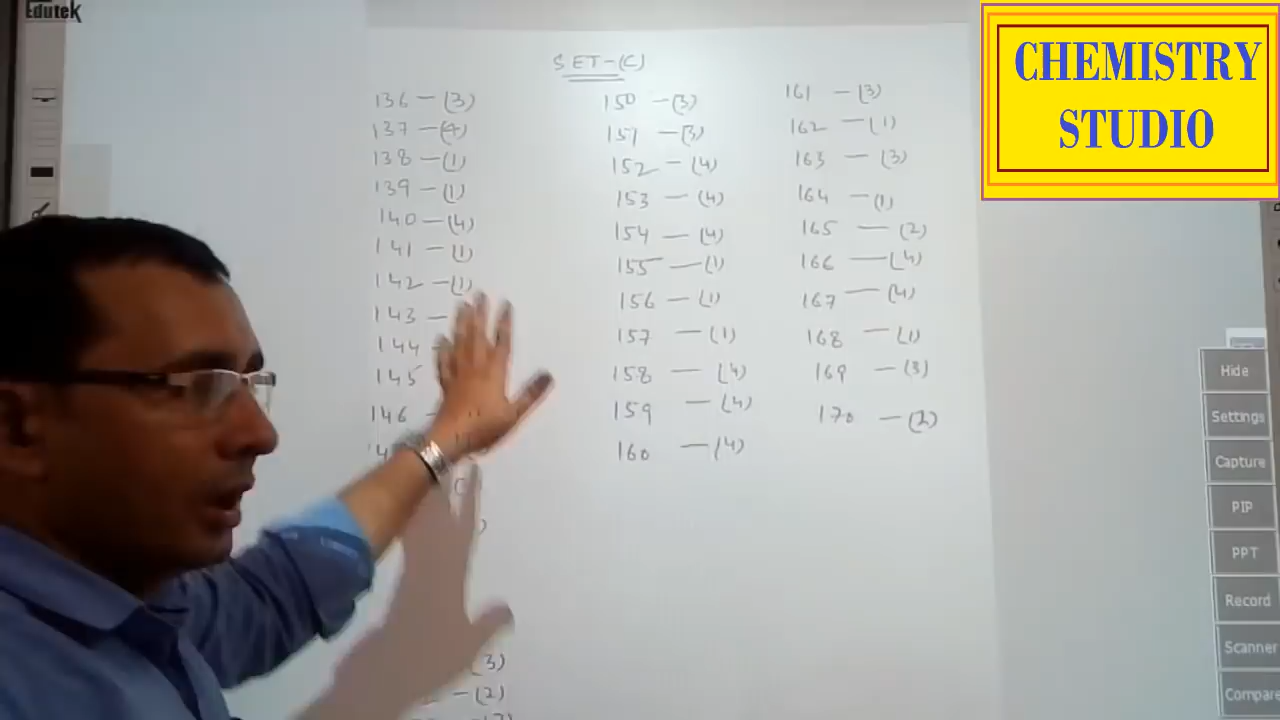 Edutek
CHEMISTRY
STUDIO
SET-(C)
136 - (3)
137 - (4)
138 - (1)
139 - (1)
140 - (4)
141 - (1)
142 - (1)
143 -
144
145
146 -
150 - (3)
151 - (3)
152 - (4)
153 - (4)
154 - (4)
155 - (1)
156 - (1)
157 - (1)
158 - (4)
159 - (4)
160 - (4)
161 - (3)
162 - (1)
163 - (3)
164 - (1)
165 - (2)
166 - (4)
167 - (4)
168 - (1)
169 - (3)
170 - (2)
(3)
- (2)
Hide
Settings
Capture
PIP
PPT
Record
Scanner
Compare